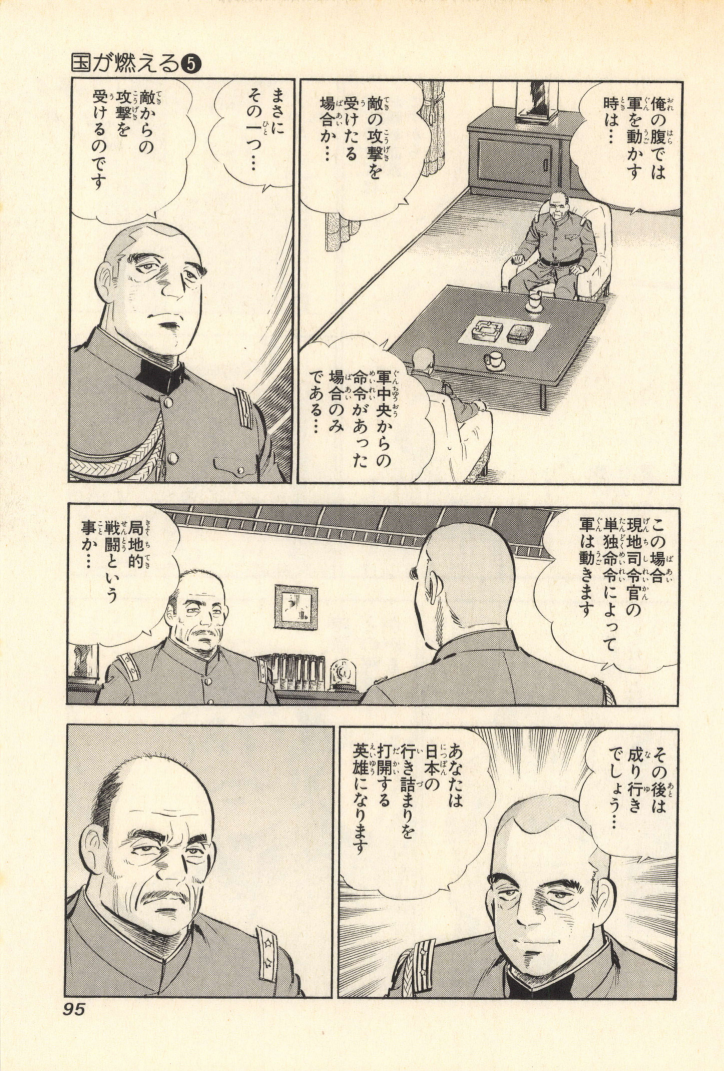 国が燃える❺
俺の腹では
軍を動かす
時は…
敵の攻撃を
受けたる
場合か…
軍中央からの
命令があった
場合のみ
である…
まさに
その一つ…
敵からの
攻撃を
受けるのです
この場合
現地司令官の
単独命令によって
軍は動きます
局地的
戦闘という
事か…
その後は
成り行き
でしょう…
あなたは
日本の
行き詰まりを
打開する
英雄になります
95